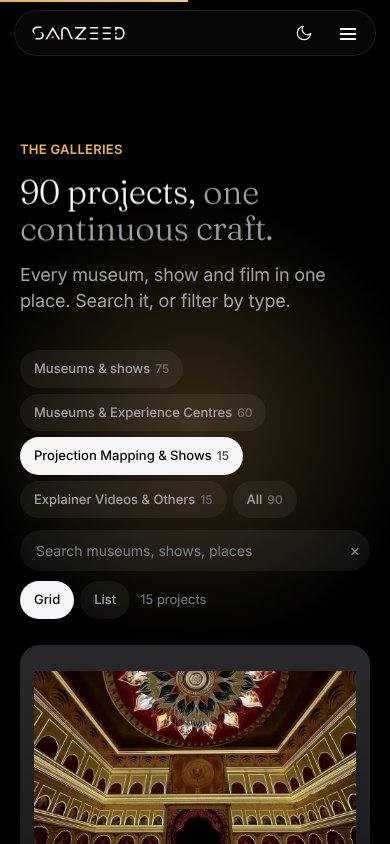 SANZEED
THE GALLERIES
90 projects, one
continuous craft.
Every museum, show and film in one
place. Search it, or filter by type.
Museums & shows 75
Museums & Experience Centres 60
Projection Mapping & Shows 15
Explainer Videos & Others 15 All 90
Search museums, shows, places ×
Grid List 15 projects